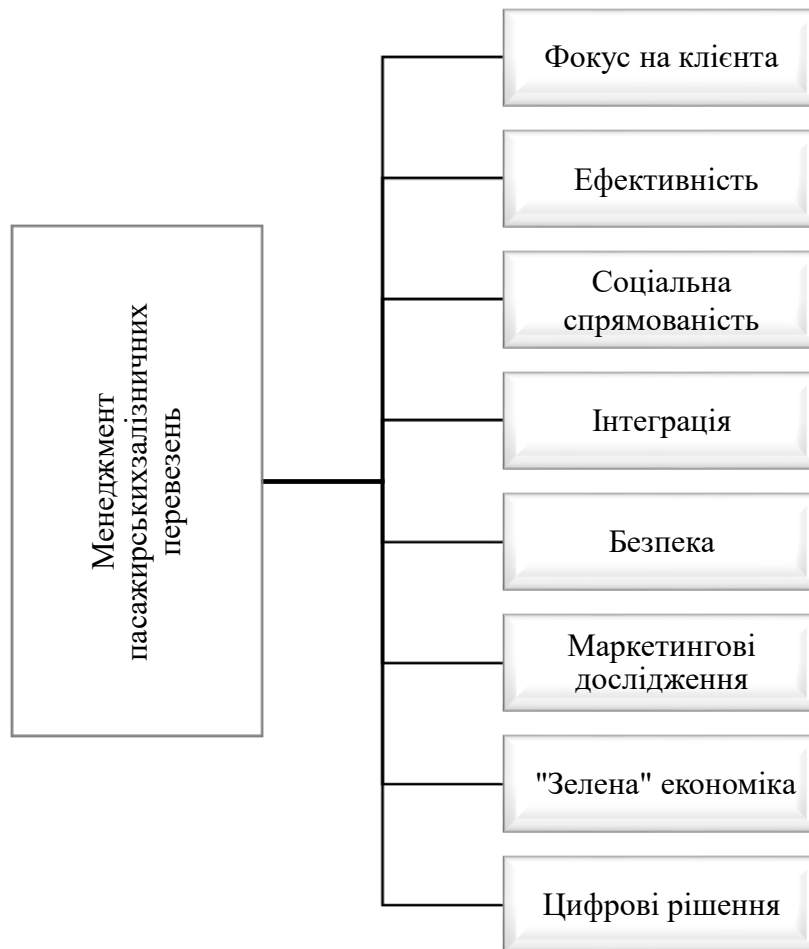 Менеджмент
пасажирськихзалізничних
перевезень
Фокус на клієнта
Ефективність
Соціальна
спрямованість
Інтеграція
Безпека
Маркетингові
дослідження
"Зелена" економіка
Цифрові рішення